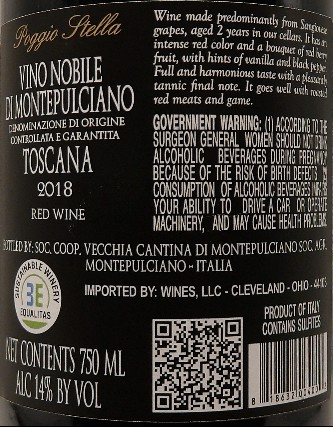 Poggio Stella
VINO NOBILE
DI MONTEPULCIANO
DENOMINAZIONE DI ORIGINE
CONTROLLATA E GARANTITA
TOSCANA
2018
RED WINE
Wine made predominantly from Sangiovese
grapes, aged 2 years in our cellars. It has an
intense red color and a bouquet of red berry
fruit, with hints of vanilla and black pepper.
Full and harmonious taste with a pleasantly
tannic final note. It goes well with roasted
red meats and game.
GOVERNMENT WARNING: (1) ACCORDING TO THE
SURGEON GENERAL WOMEN SHOULD NOT DRINK
ALCOHOLIC BEVERAGES DURING PREGNANCY
BECAUSE OF THE RISK OF BIRTH DEFECTS
CONSUMPTION OF ALCOHOLIC BEVERAGES IMPAIRS
YOUR ABILITY TO DRIVE A CAR OR OPERATE
MACHINERY, AND MAY CAUSE HEALTH PROBLEMS
BOTTLED BY: SOC. COOP. VECCHIA CANTINA DI MONTEPULCIANO SOC. AGR.
MONTEPULCIANO - ITALIA
SUSTAINABLE WINERY
3E
EQUALITAS
IMPORTED BY: WINES, LLC - CLEVELAND - OHIO -
PRODUCT OF ITALY
CONTAINS SULFITES
NET CONTENTS 750 ML
ALC 14% BY VOL